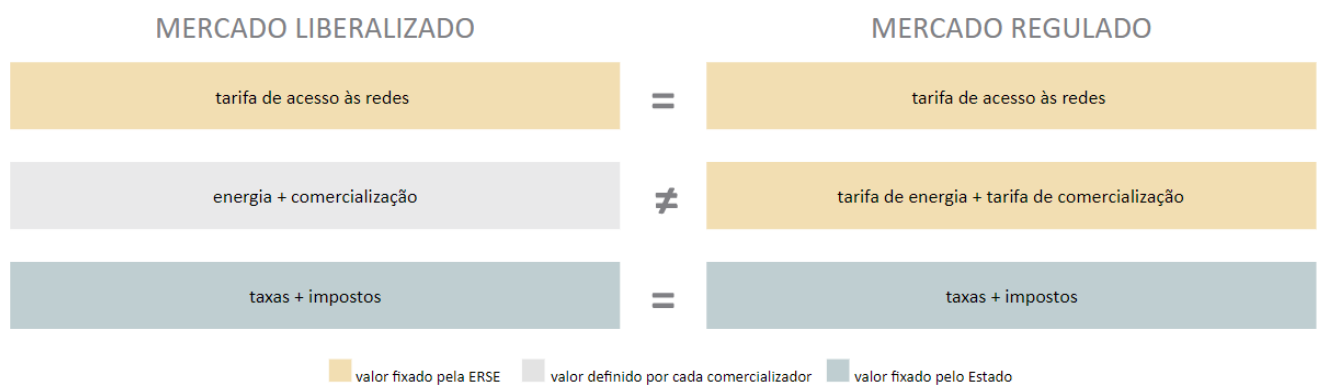 MERCADO LIBERALIZADO
MERCADO REGULADO
tarifa de acesso às redes
=
tarifa de acesso às redes
energia + comercialização
≠
tarifa de energia + tarifa de comercialização
taxas + impostos
=
taxas + impostos
valor fixado pela ERSE
valor definido por cada comercializador
valor fixado pelo Estado